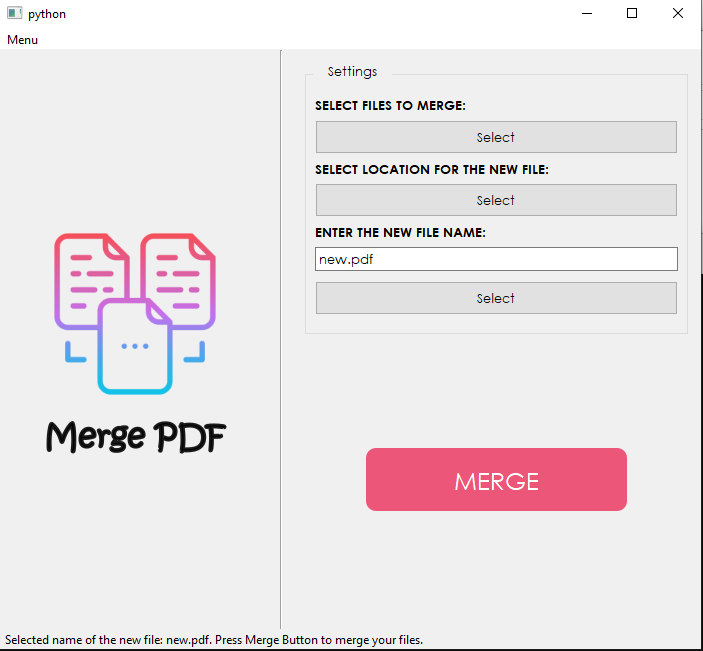 python
Menu
Settings
SELECT FILES TO MERGE:
Select
SELECT LOCATION FOR THE NEW FILE:
Select
ENTER THE NEW FILE NAME:
new.pdf
Select
Merge PDF
MERGE
Selected name of the new file: new.pdf. Press Merge Button to merge your files.